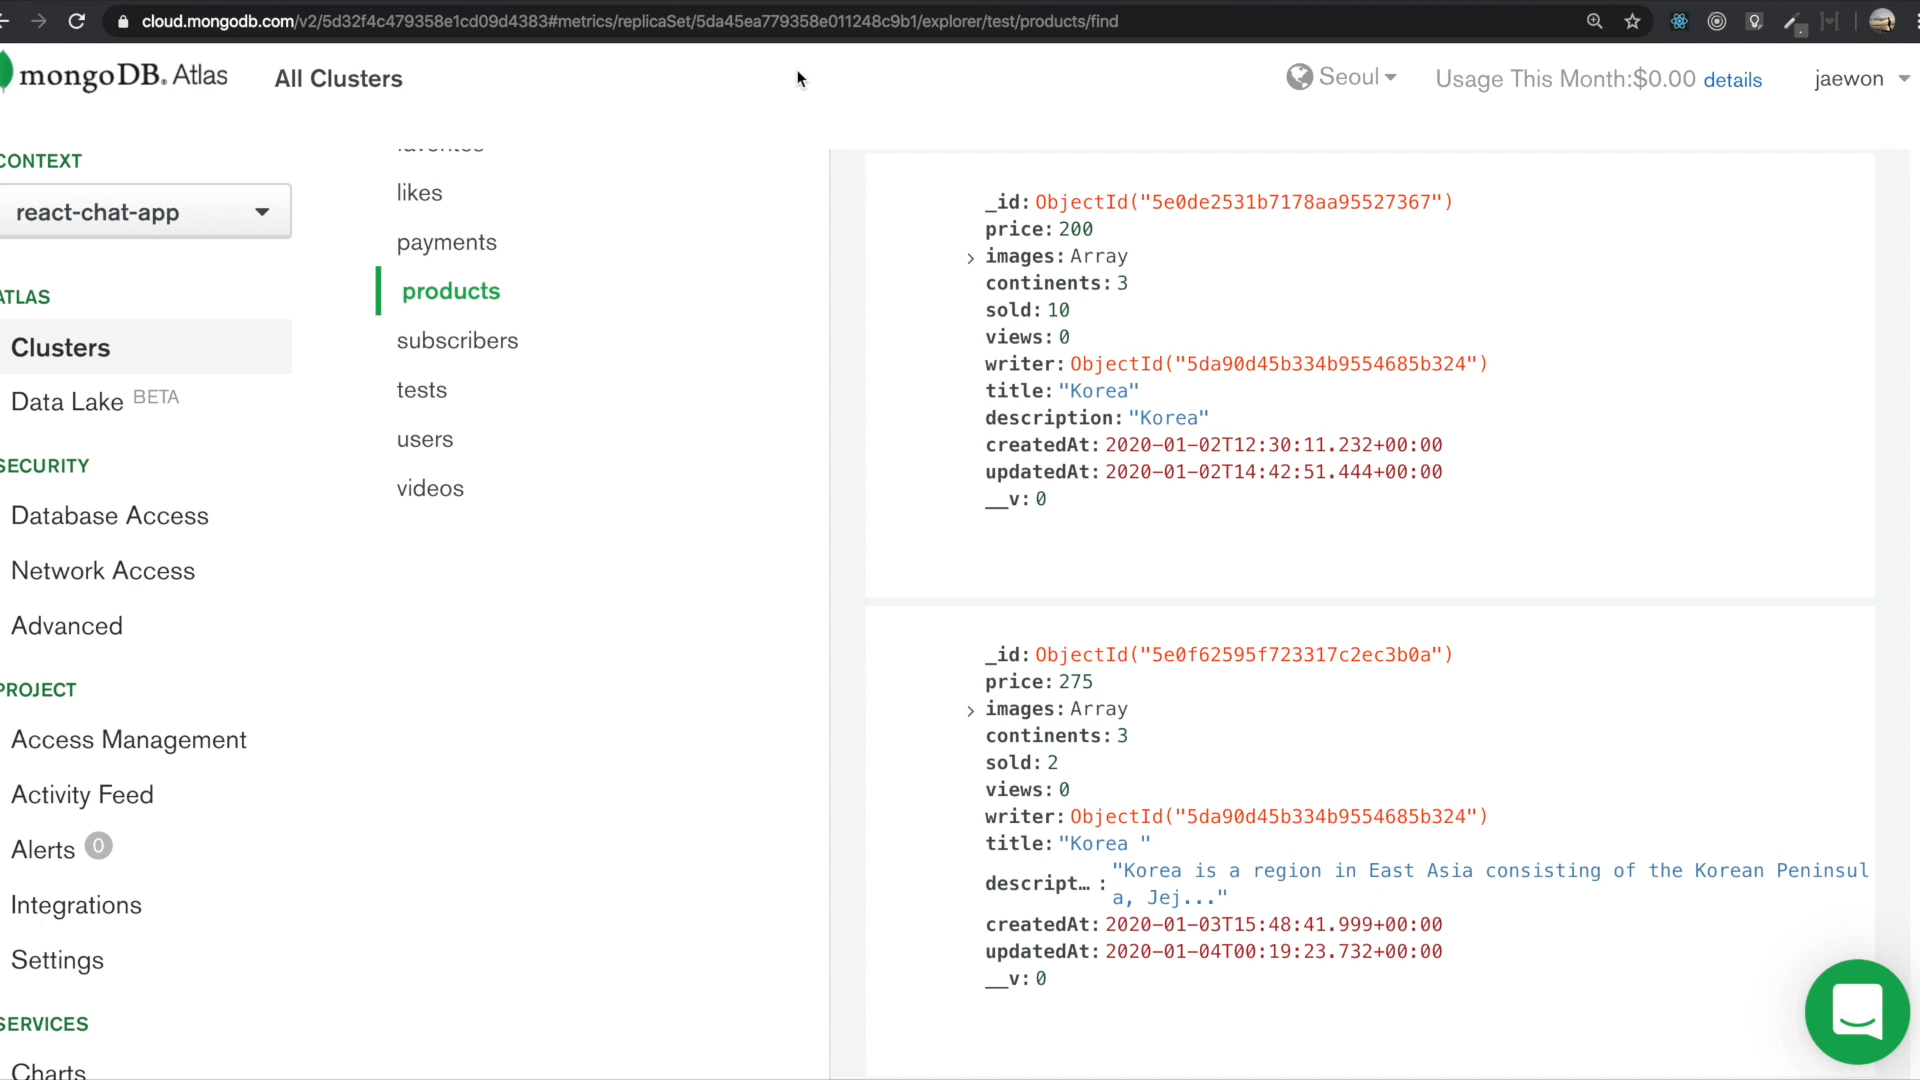 cloud.mongodb.com/v2/5d32f4c479358e1cd09d4383#metrics/replicaSet/5da45ea779358e011248c9b1/explorer/test/products/find
mongoDB. Atlas
All Clusters
Seoul
Usage This Month:$0.00 details
jaewon
CONTEXT
react-chat-app
ATLAS
Clusters
Data Lake BETA
SECURITY
Database Access
Network Access
Advanced
PROJECT
Access Management
Activity Feed
Alerts 0
Integrations
Settings
SERVICES
Charts
favorites
likes
payments
products
subscribers
tests
users
videos
_id: ObjectId("5e0de2531b7178aa95527367")
price: 200
images: Array
continents: 3
sold: 10
views: 0
writer: ObjectId("5da90d45b334b9554685b324")
title: "Korea"
description: "Korea"
createdAt: 2020-01-02T12:30:11.232+00:00
updatedAt: 2020-01-02T14:42:51.444+00:00
__v: 0
_id: ObjectId("5e0f62595f723317c2ec3b0a")
price: 275
images: Array
continents: 3
sold: 2
views: 0
writer: ObjectId("5da90d45b334b9554685b324")
title: "Korea "
descript… : "Korea is a region in East Asia consisting of the Korean Peninsul
a, Jej..."
createdAt: 2020-01-03T15:48:41.999+00:00
updatedAt: 2020-01-04T00:19:23.732+00:00
__v: 0